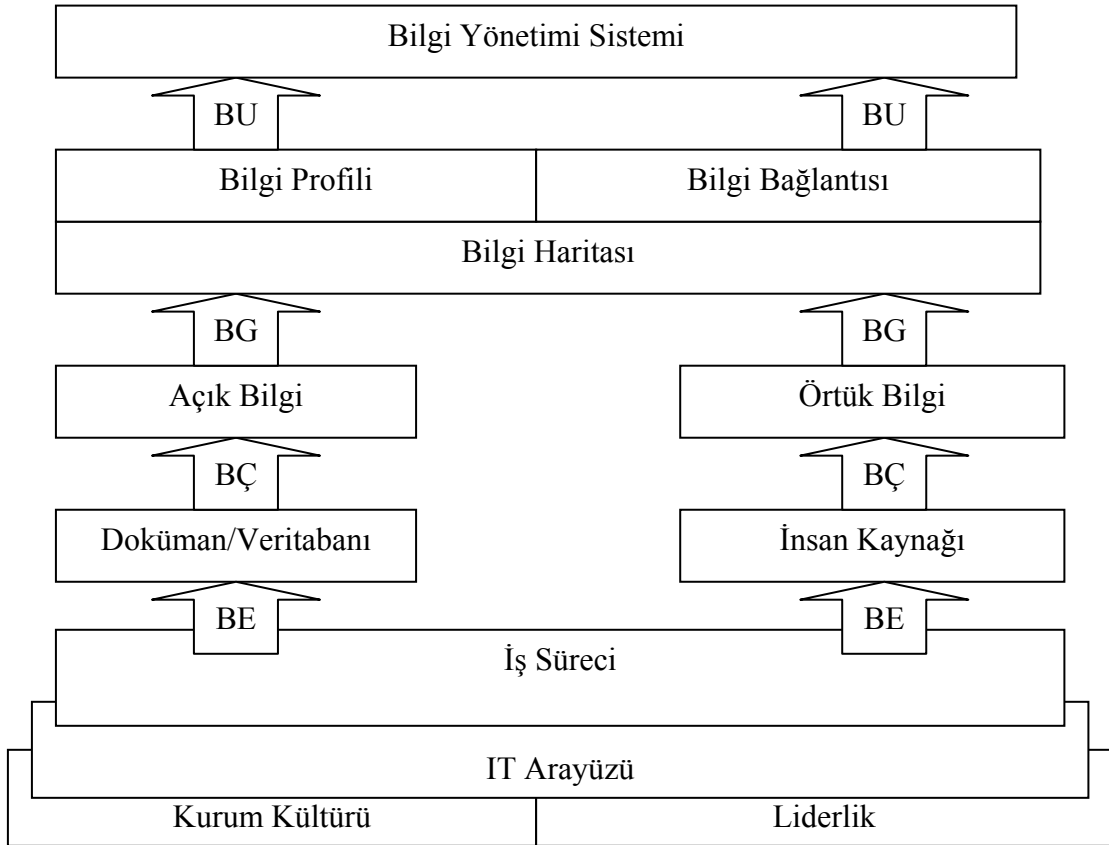 Bilgi Yönetimi Sistemi
BU BU
Bilgi Profili Bilgi Bağlantısı
Bilgi Haritası
BG BG
Açık Bilgi Örtük Bilgi
BÇ BÇ
Doküman/Veritabanı İnsan Kaynağı
BE BE
İş Süreci
IT Arayüzü
Kurum Kültürü Liderlik